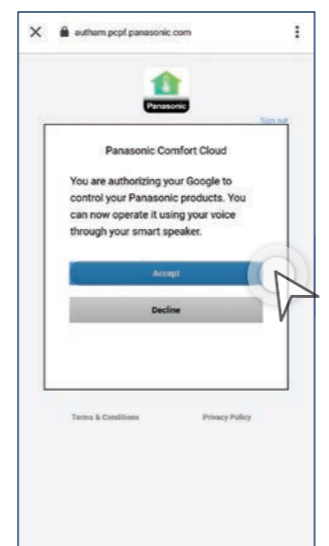 autham.pcpf.panasonic.com
Panasonic
Sign out
Panasonic Comfort Cloud
You are authorizing your Google to
control your Panasonic products. You
can now operate it using your voice
through your smart speaker.
Accept
Decline
Terms & Conditions Privacy Policy